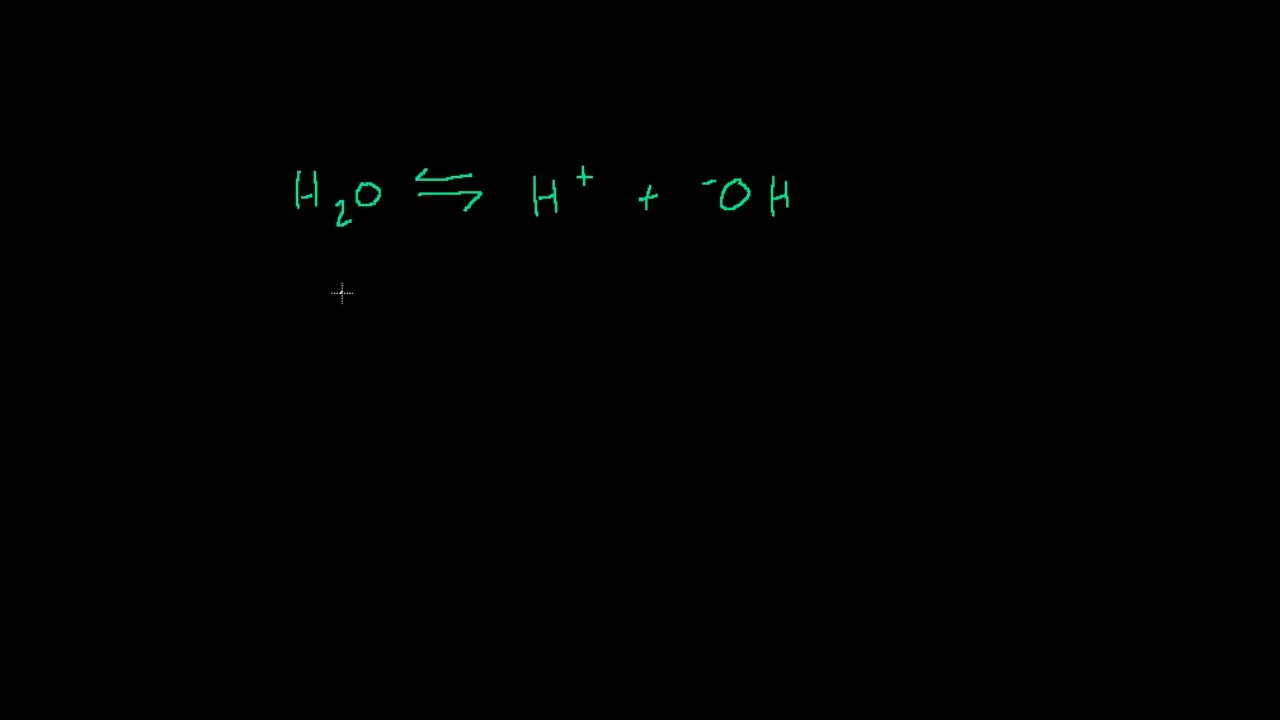 H₂O ⇌ H⁺ + ⁻OH